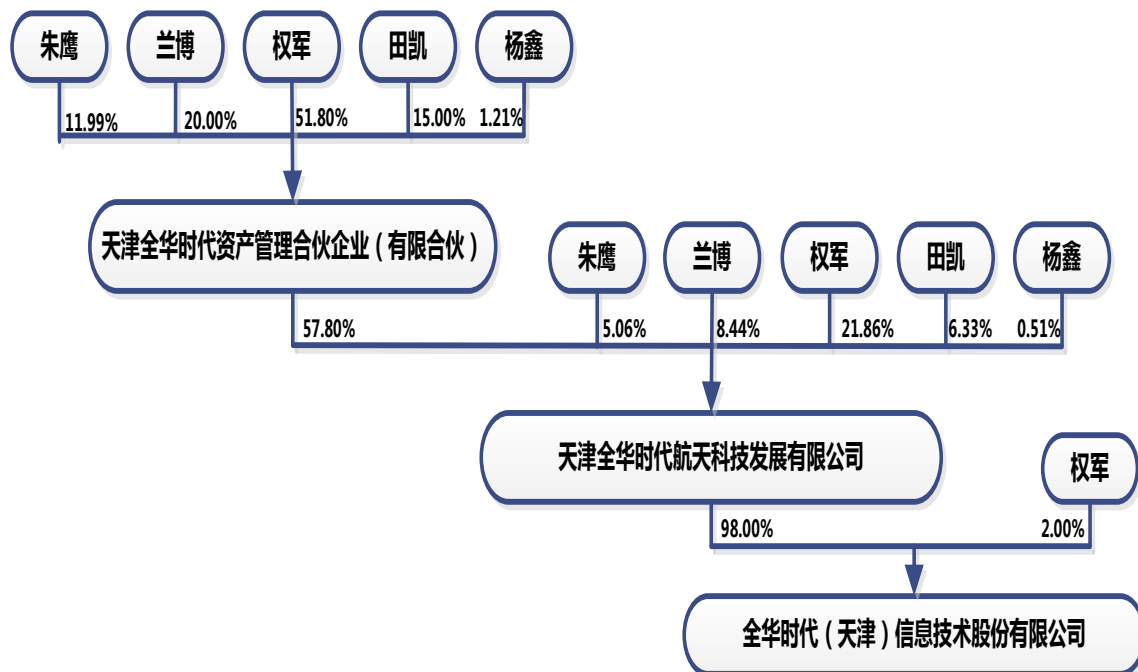 朱鹰
兰博
权军
田凯
杨鑫
11.99%
20.00%
51.80%
15.00%
1.21%
天津全华时代资产管理合伙企业（有限合伙）
朱鹰
兰博
权军
田凯
杨鑫
57.80%
5.06%
8.44%
21.86%
6.33%
0.51%
天津全华时代航天科技发展有限公司
权军
98.00%
2.00%
全华时代（天津）信息技术股份有限公司